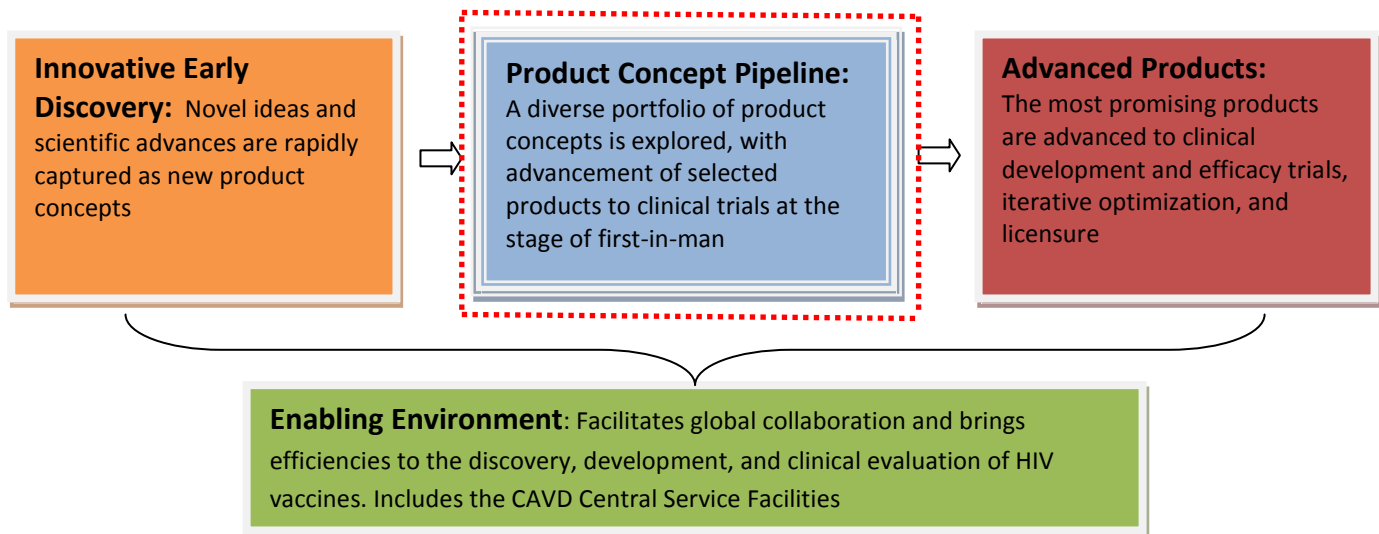 Innovative Early
Discovery: Novel ideas and
scientific advances are rapidly
captured as new product
concepts
Product Concept Pipeline:
A diverse portfolio of product
concepts is explored, with
advancement of selected
products to clinical trials at the
stage of first-in-man
Advanced Products:
The most promising products
are advanced to clinical
development and efficacy trials,
iterative optimization, and
licensure
Enabling Environment: Facilitates global collaboration and brings
efficiencies to the discovery, development, and clinical evaluation of HIV
vaccines. Includes the CAVD Central Service Facilities